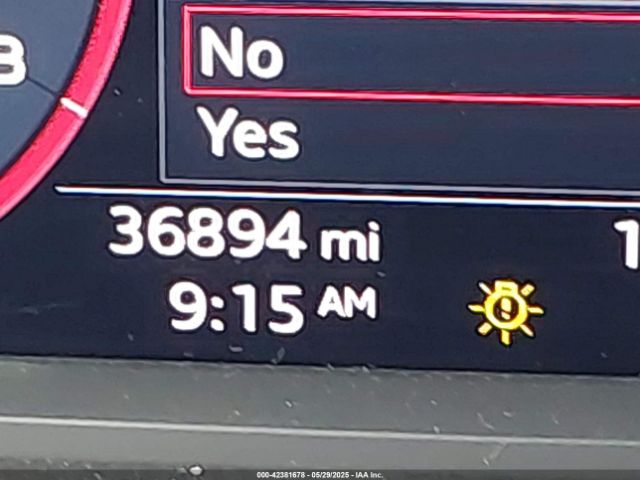 No
Yes
36894 mi
9:15 AM
000-42381678 - 05/29/2025 - IAA Inc.